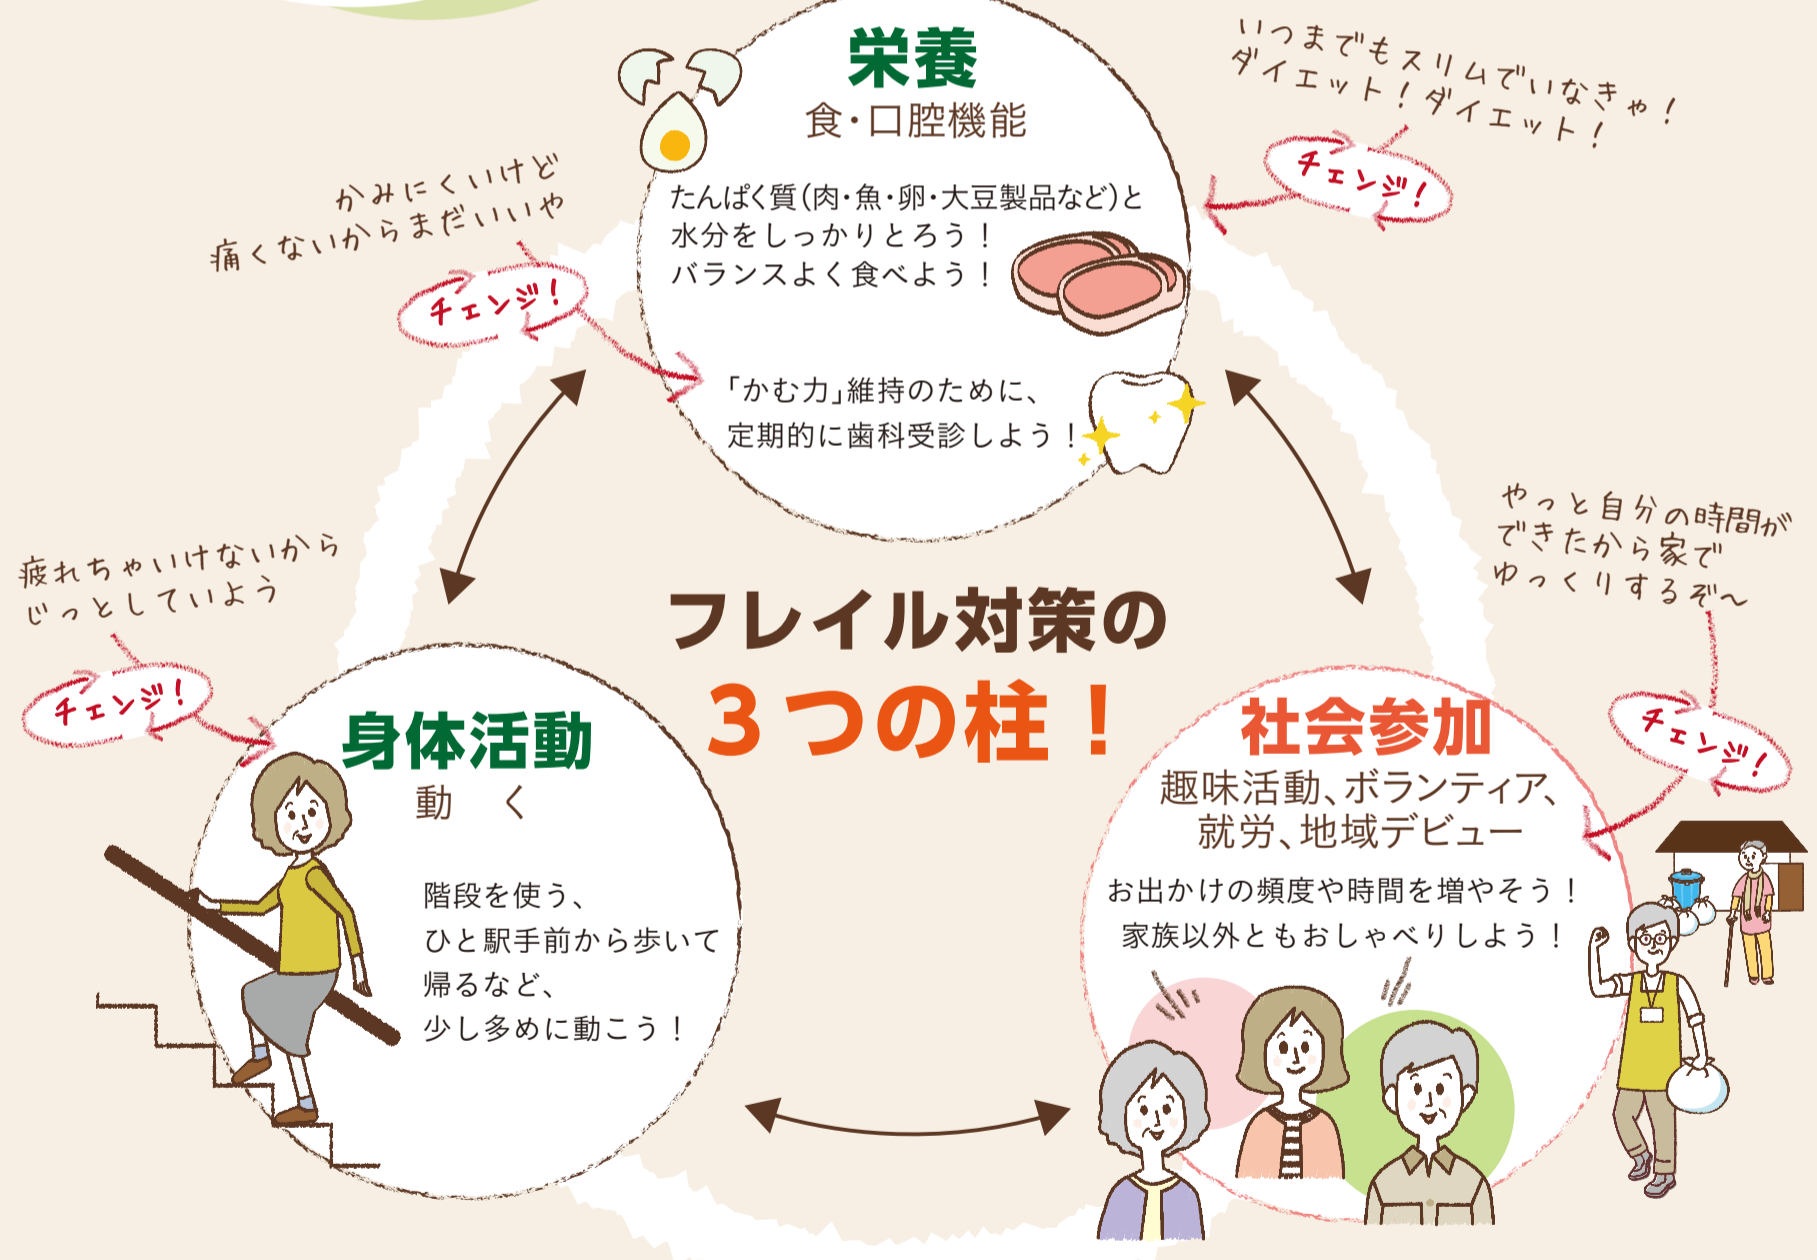 栄養
食・口腔機能
たんぱく質(肉・魚・卵・大豆製品など)と
水分をしっかりとろう！
バランスよく食べよう！
「かむ力」維持のために、
定期的に歯科受診しよう！
いつまでもスリムでいなきゃ！
ダイエット！ダイエット！
チェンジ！
かみにくいけど
痛くないからまだいいや
チェンジ！
フレイル対策の
３つの柱！
疲れちゃいけないから
じっとしていよう
チェンジ！
身体活動
動　く
階段を使う、
ひと駅手前から歩いて
帰るなど、
少し多めに動こう！
やっと自分の時間が
できたから家で
ゆっくりするぞ〜
チェンジ！
社会参加
趣味活動、ボランティア、
就労、地域デビュー
お出かけの頻度や時間を増やそう！
家族以外ともおしゃべりしよう！